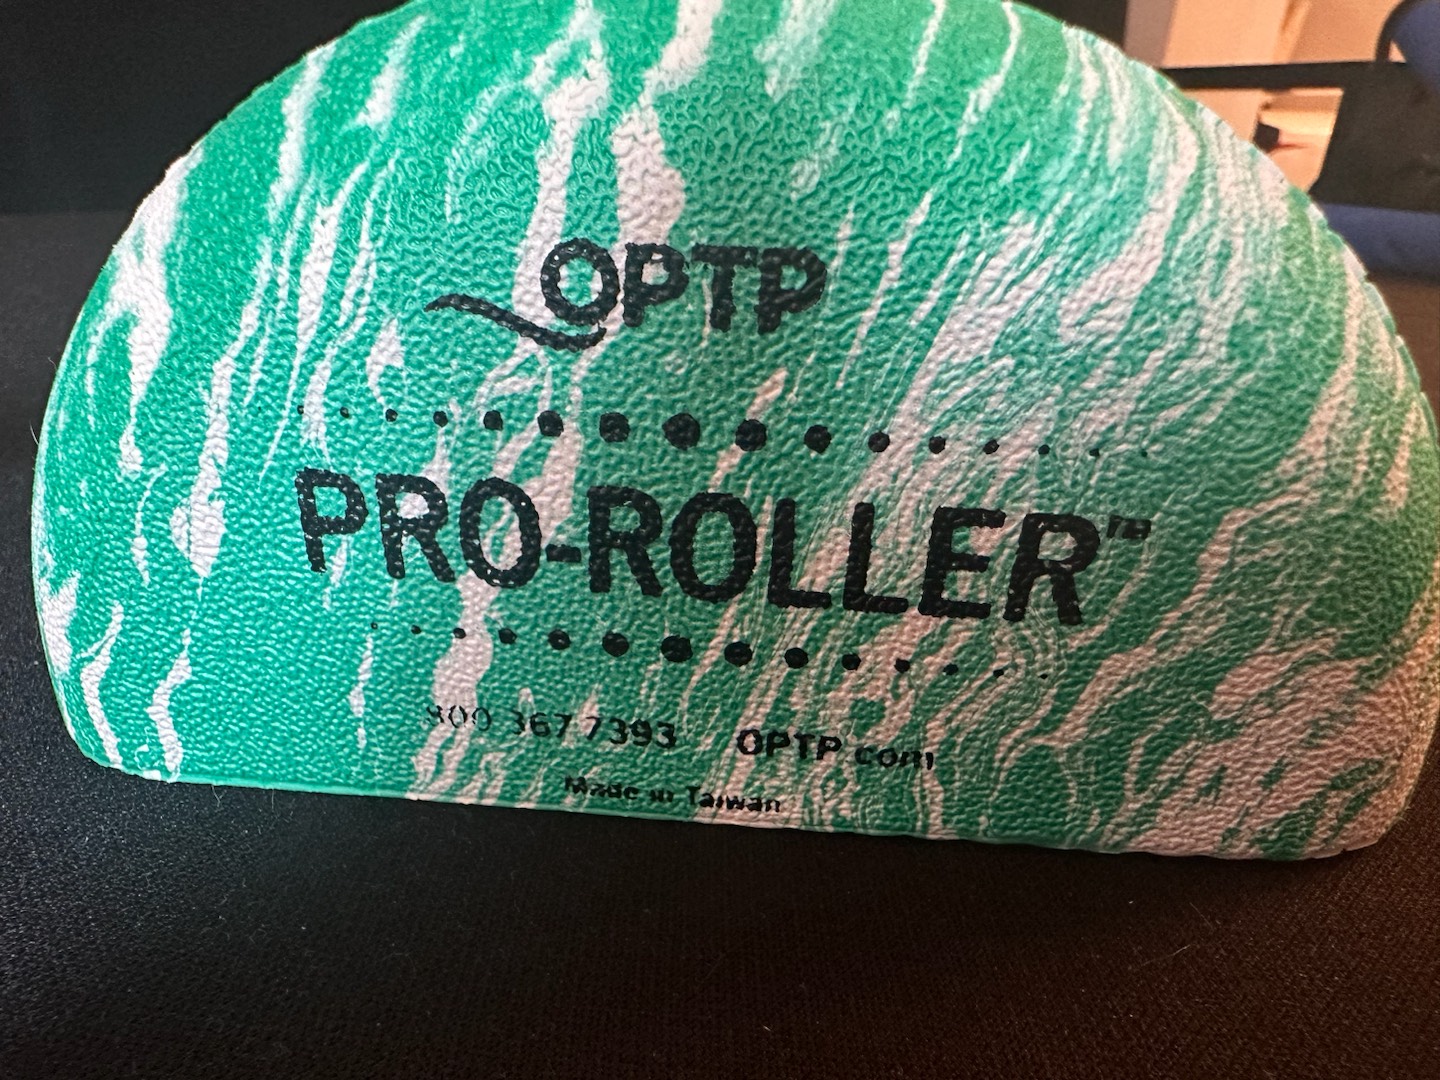 OPTP
PRO-ROLLER™
800 367 7393 OPTP.com
Made in Taiwan